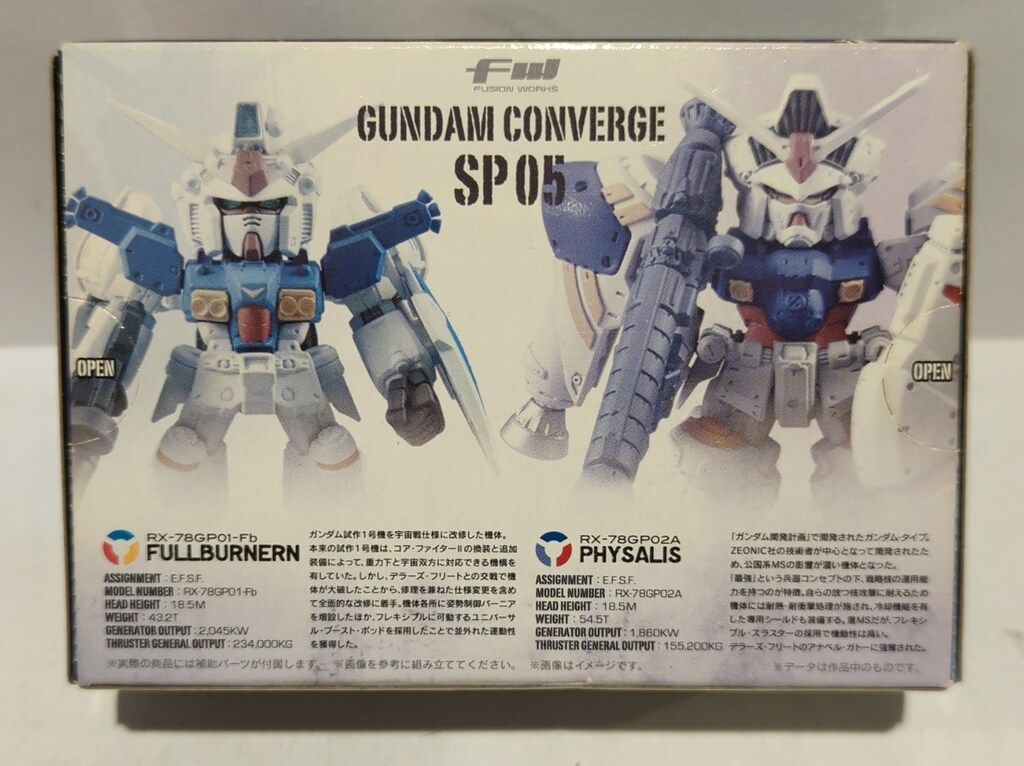 FW
FUSION WORKS
GUNDAM CONVERGE
SP 05
OPEN
OPEN
RX-78GP01-Fb
FULLBURNERN
ASSIGNMENT : E.F.S.F.
MODEL NUMBER : RX-78GP01-Fb
HEAD HEIGHT : 18.5M
WEIGHT : 43.2T
GENERATOR OUTPUT : 2,045KW
THRUSTER GENERAL OUTPUT : 234,000KG
ガンダム試作1号機を宇宙戦仕様に改修した機体。
本来の試作1号機は、コア・ファイターⅡの換装と追加
装備によって、重力下と宇宙双方に対応できる機構を
有していた。しかし、デラーズ・フリートとの交戦で機
体が大破したことから、修理を兼ねた仕様変更を含め
て全面的な改修に着手。機体各所に姿勢制御バーニア
を増設したほか、フレキシブルに可動するユニバーサ
ル・ブースト・ポッドを採用したことで並外れた運動性
を獲得した。
RX-78GP02A
PHYSALIS
ASSIGNMENT : E.F.S.F.
MODEL NUMBER : RX-78GP02A
HEAD HEIGHT : 18.5M
WEIGHT : 54.5T
GENERATOR OUTPUT : 1,860KW
THRUSTER GENERAL OUTPUT : 155,200KG
「ガンダム開発計画」で開発されたガンダム・タイプ。
ZEONIC社の技術者が中心となって開発されたた
め、公国系MSの影響が濃い機体となった。
「最強」という兵器コンセプトの下、戦略核の運用能
力を持つのが特徴。自らの放つ核攻撃に耐えるため
機体には耐熱・耐衝撃処理が施され、冷却機能を有
した専用シールドも装備する。重MSだが、フレキシ
ブル・スラスターの採用で機動性は高い。
デラーズ・フリートのアナベル・ガトーに強奪された。
※実際の商品には補助パーツが付属します。 ※画像を参考に組み立ててください。 ※画像はイメージです。
※データは作品中のものです。